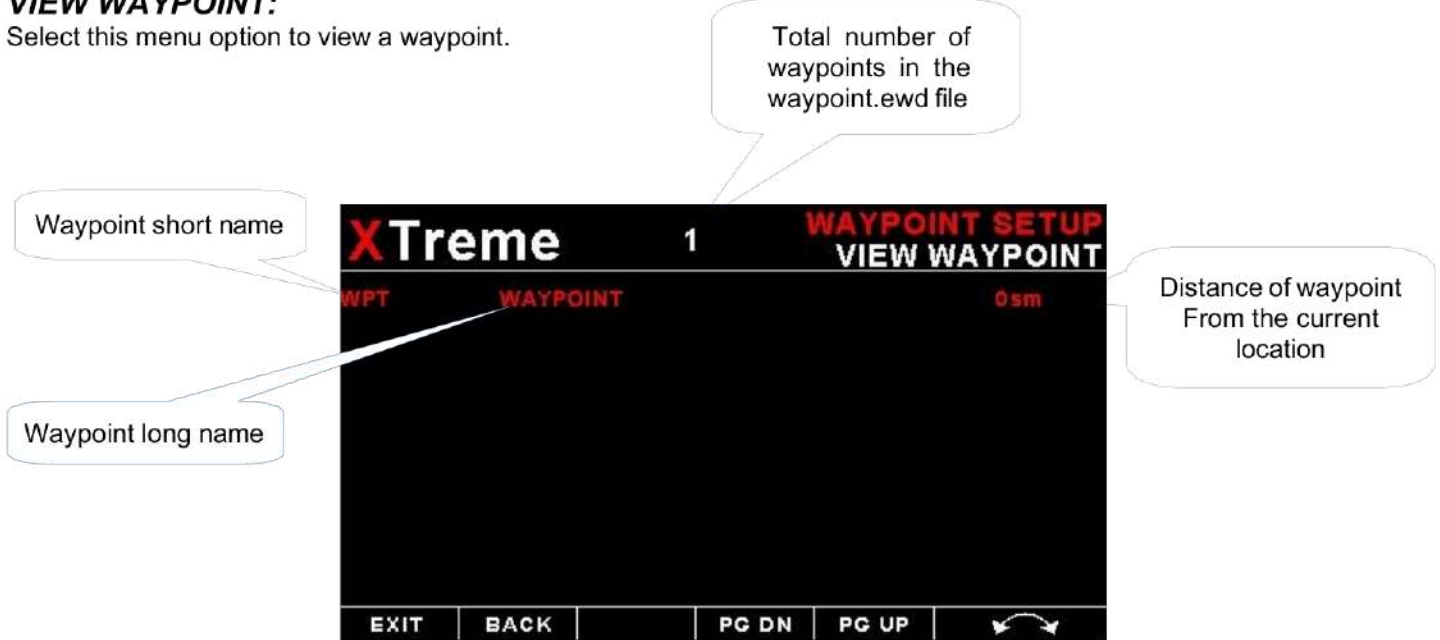 VIEW WAYPOINT:
Select this menu option to view a waypoint.
Total number of
waypoints in the
waypoint.ewd file
Waypoint short name
XTreme 1 WAYPOINT SETUP
VIEW WAYPOINT
WPT WAYPOINT 0sm
Distance of waypoint
From the current
location
Waypoint long name
EXIT BACK PG DN PG UP